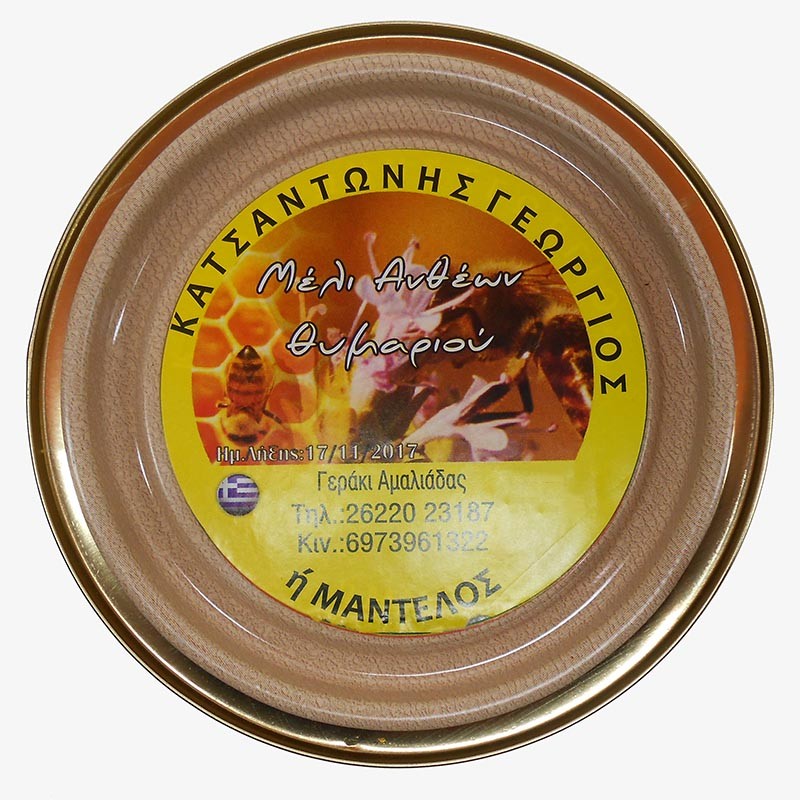 ΚΑΤΣΑΝΤΩΝΗΣ ΓΕΩΡΓΙΟΣ
Μέλι Ανθέων
θυμαριού
Ημ.Λήξης:17/11/2017
Γεράκι Αμαλιάδας
Τηλ.:26220 23187
Κιν.:6973961322
ή ΜΑΝΤΕΛΟΣ